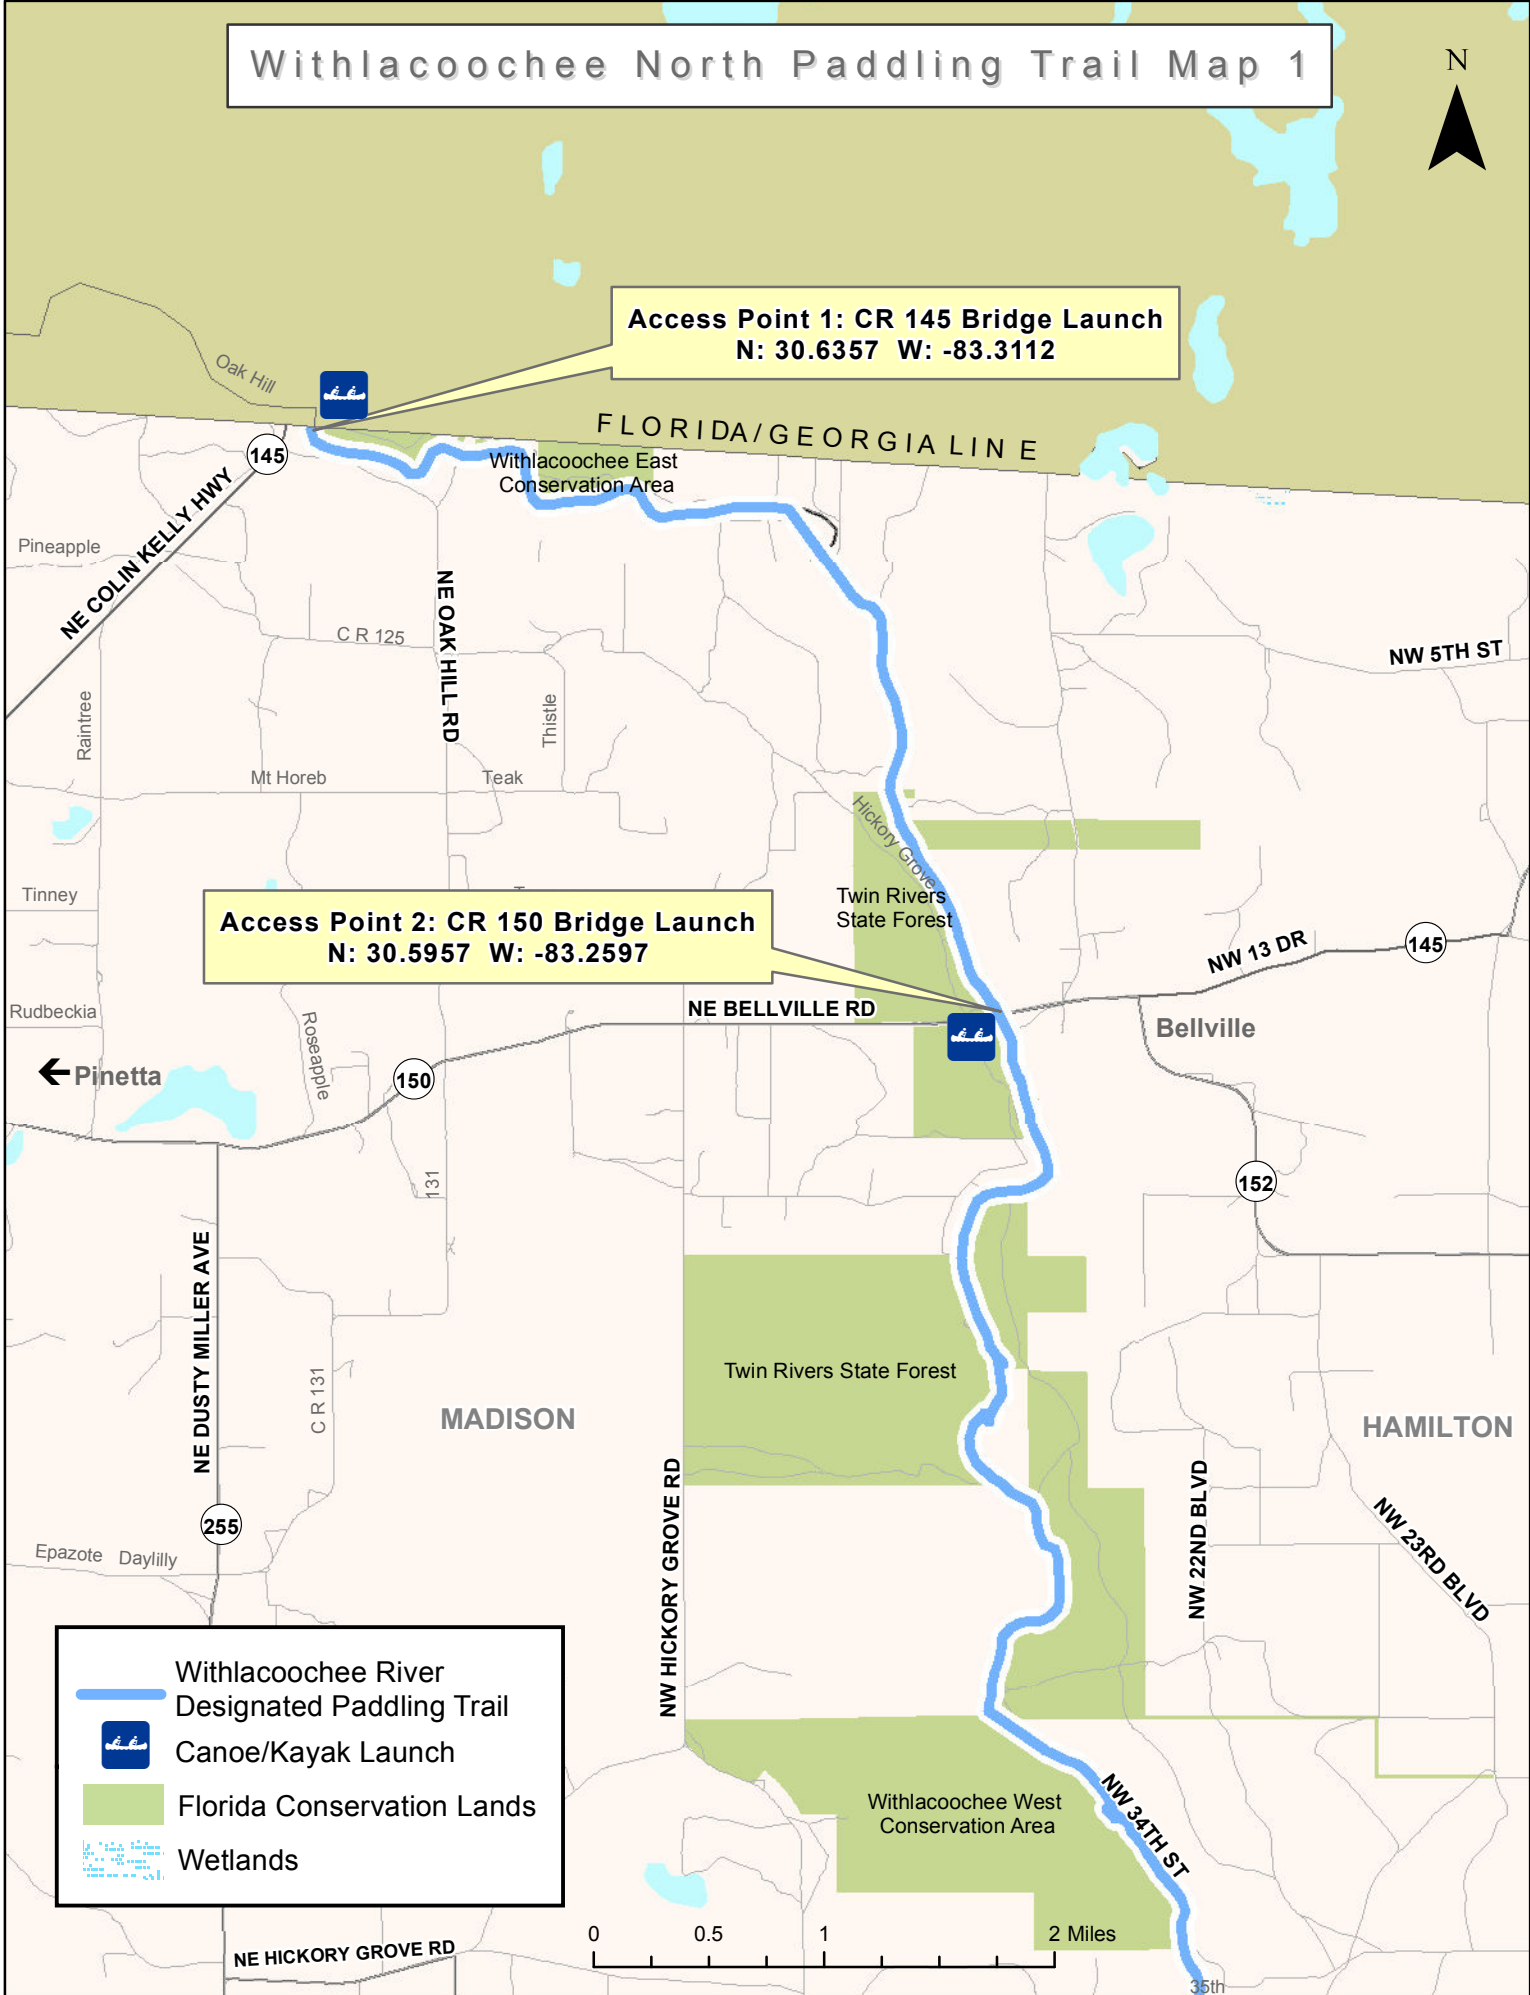 Withlacoochee North Paddling Trail Map 1
N
Access Point 1: CR 145 Bridge Launch
N: 30.6357 W: -83.3112
Oak Hill
FLORIDA/GEORGIA LINE
145
Withlacoochee East
Conservation Area
NE COLIN KELLY HWY
Pineapple
NE OAK HILL RD
C R 125
NW 5TH ST
Raintree
Thistle
Mt Horeb
Teak
Hickory Grove
Tinney
Twin Rivers
State Forest
Access Point 2: CR 150 Bridge Launch
N: 30.5957 W: -83.2597
NW 13 DR
145
Rudbeckia
Roseapple
NE BELLVILLE RD
Bellville
Pinetta
150
131
152
NE DUSTY MILLER AVE
C R 131
Twin Rivers State Forest
MADISON
HAMILTON
NW HICKORY GROVE RD
NW 22ND BLVD
NW 23RD BLVD
255
Epazote
Daylilly
Withlacoochee River
Designated Paddling Trail
Canoe/Kayak Launch
Florida Conservation Lands
Wetlands
NW 34TH ST
Withlacoochee West
Conservation Area
0 0.5 1 2 Miles
NE HICKORY GROVE RD
35th